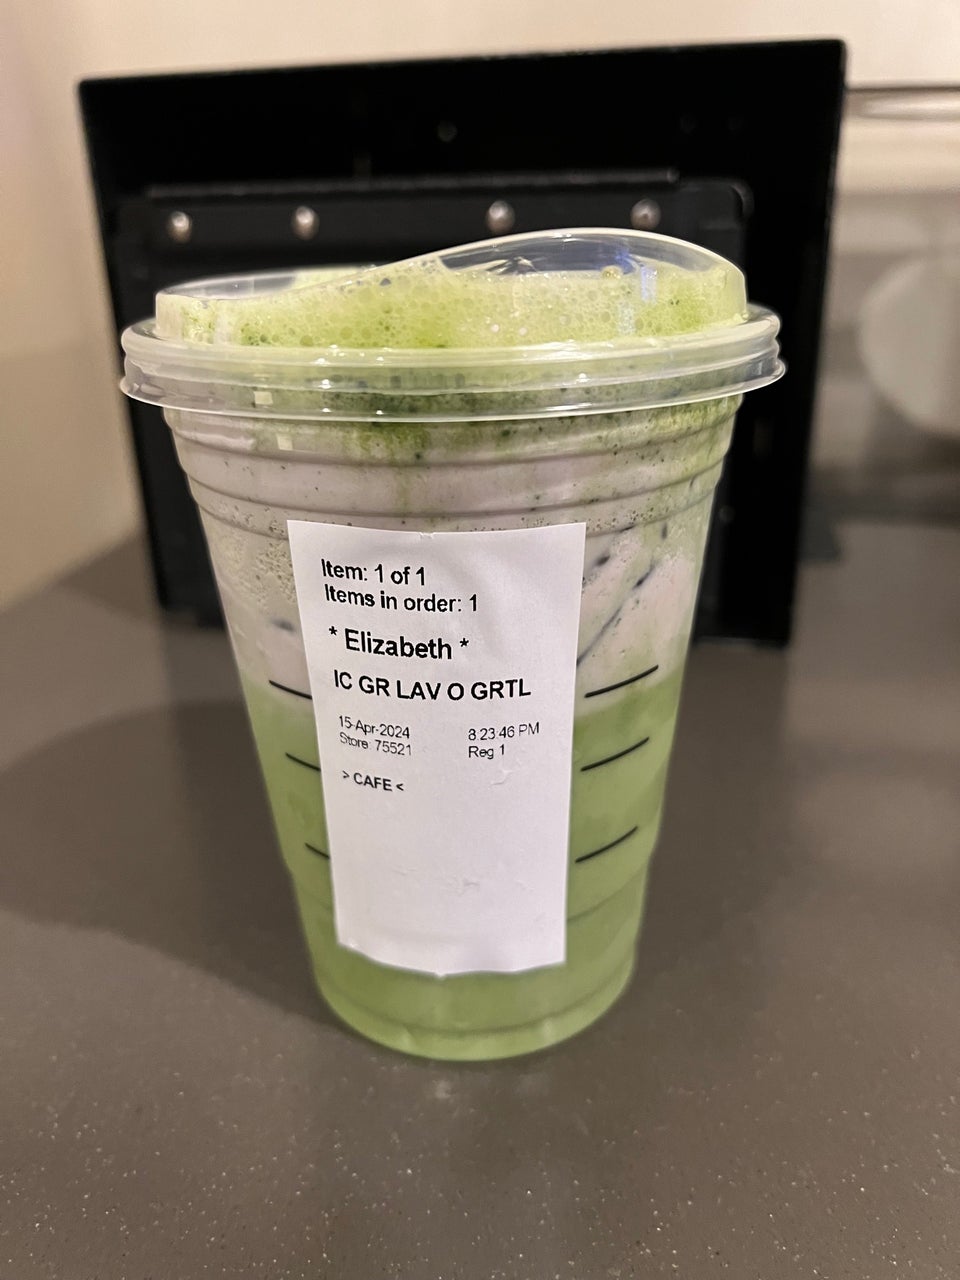 Item: 1 of 1
Items in order: 1
* Elizabeth *
IC GR LAV O GRTL
15-Apr-2024 8:23:46 PM
Store: 75521 Reg 1
> CAFE <